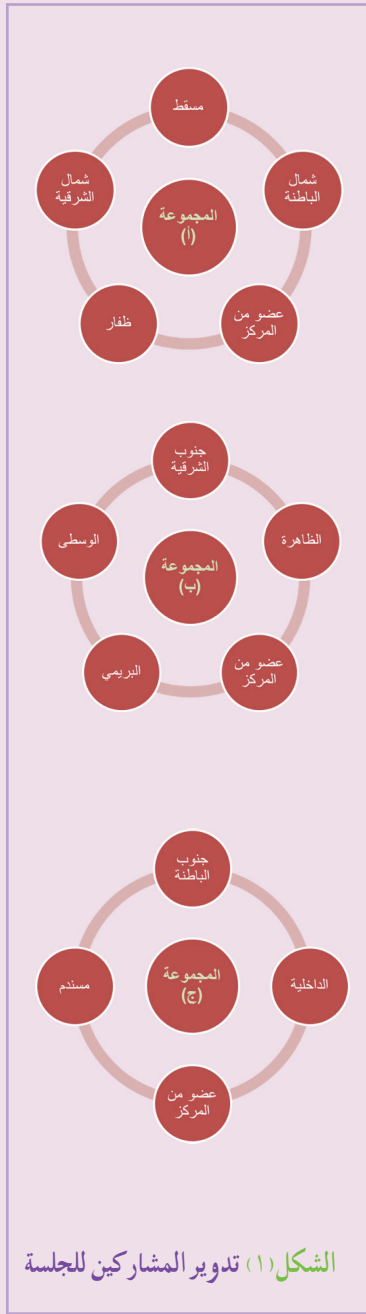 مسقط
شمال
الباطنة
عضو من
المركز
ظفار
شمال
الشرقية
المجموعة
(أ)
جنوب
الشرقية
الظاهرة
عضو من
المركز
البريمي
الوسطى
المجموعة
(ب)
جنوب
الباطنة
الداخلية
عضو من
المركز
مسندم
المجموعة
(ج)
الشكل (١) تدوير المشاركين للجلسة